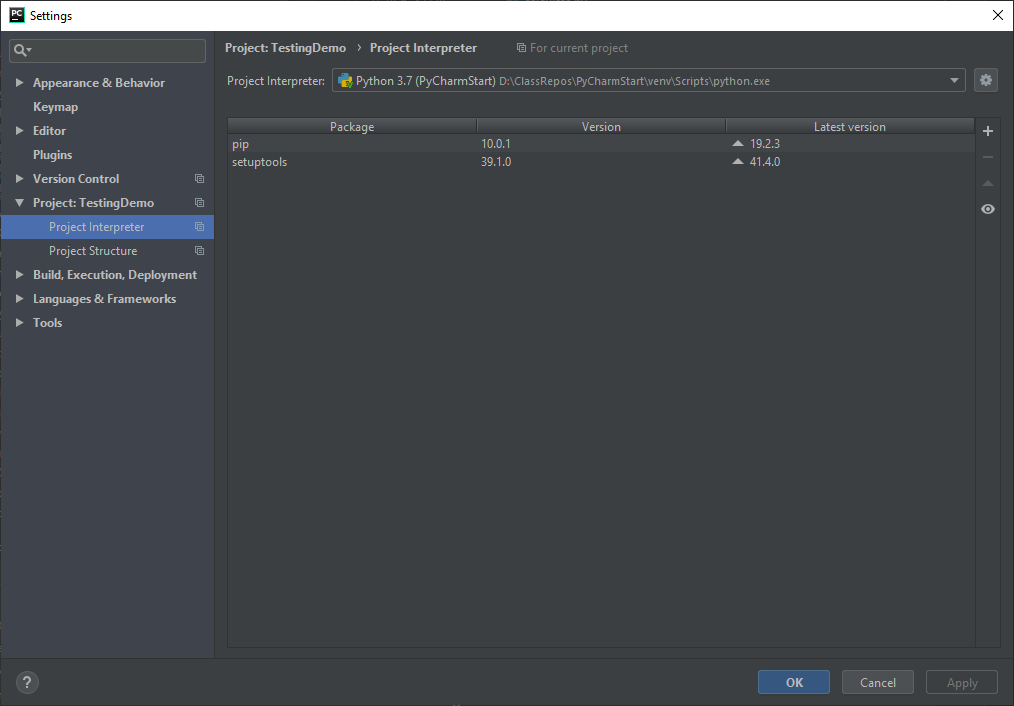 PC Settings
Project: TestingDemo › Project Interpreter For current project
Project Interpreter: Python 3.7 (PyCharmStart) D:\ClassRepos\PyCharmStart\venv\Scripts\python.exe
Appearance & Behavior
Keymap
Editor
Plugins
Version Control
Project: TestingDemo
Project Interpreter
Project Structure
Build, Execution, Deployment
Languages & Frameworks
Tools
Package Version Latest version
pip 10.0.1 19.2.3
setuptools 39.1.0 41.4.0
? OK Cancel Apply